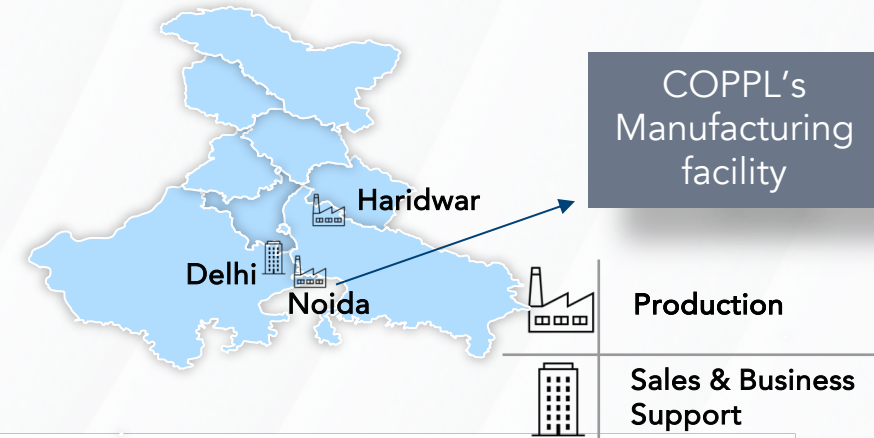 COPPL's
Manufacturing
facility
Haridwar
Delhi
Noida
Production
Sales & Business
Support